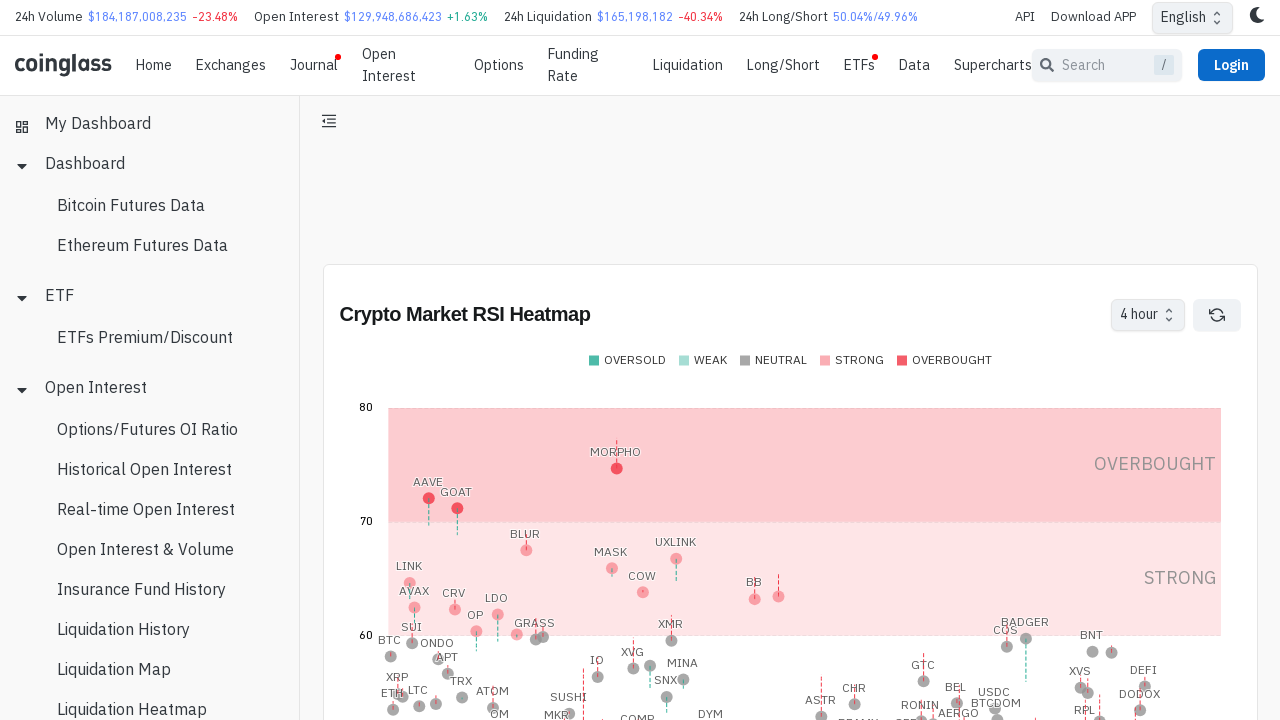 24h Volume $184,187,008,235 -23.48% Open Interest $129,948,686,423 +1.63% 24h Liquidation $165,198,182 -40.34% 24h Long/Short 50.04%/49.96% API Download APP English
coinglass Home Exchanges Journal Open Interest Options Funding Rate Liquidation Long/Short ETFs Data Supercharts Search / Login
My Dashboard
Dashboard
Bitcoin Futures Data
Ethereum Futures Data
ETF
ETFs Premium/Discount
Open Interest
Options/Futures OI Ratio
Historical Open Interest
Real-time Open Interest
Open Interest & Volume
Insurance Fund History
Liquidation History
Liquidation Map
Liquidation Heatmap
Crypto Market RSI Heatmap 4 hour
OVERSOLD WEAK NEUTRAL STRONG OVERBOUGHT
80
MORPHO
OVERBOUGHT
AAVE
GOAT
70
BLUR
UXLINK
MASK
LINK
COW
STRONG
BB
AVAX
CRV
LDO
OP
GRASS
XMR
BADGER
SUI
COS
60
BNT
BTC
ONDO
XVG
APT
IO
MINA
GTC
XVS
DEFI
XRP
TRX
SNX
ETH
LTC
ATOM
SUSHI
CHR
BEL
USDC
DODOX
ASTR
RONIN
BTCDOM
RPL
OM
MKR
COMP
DYM
AERGO